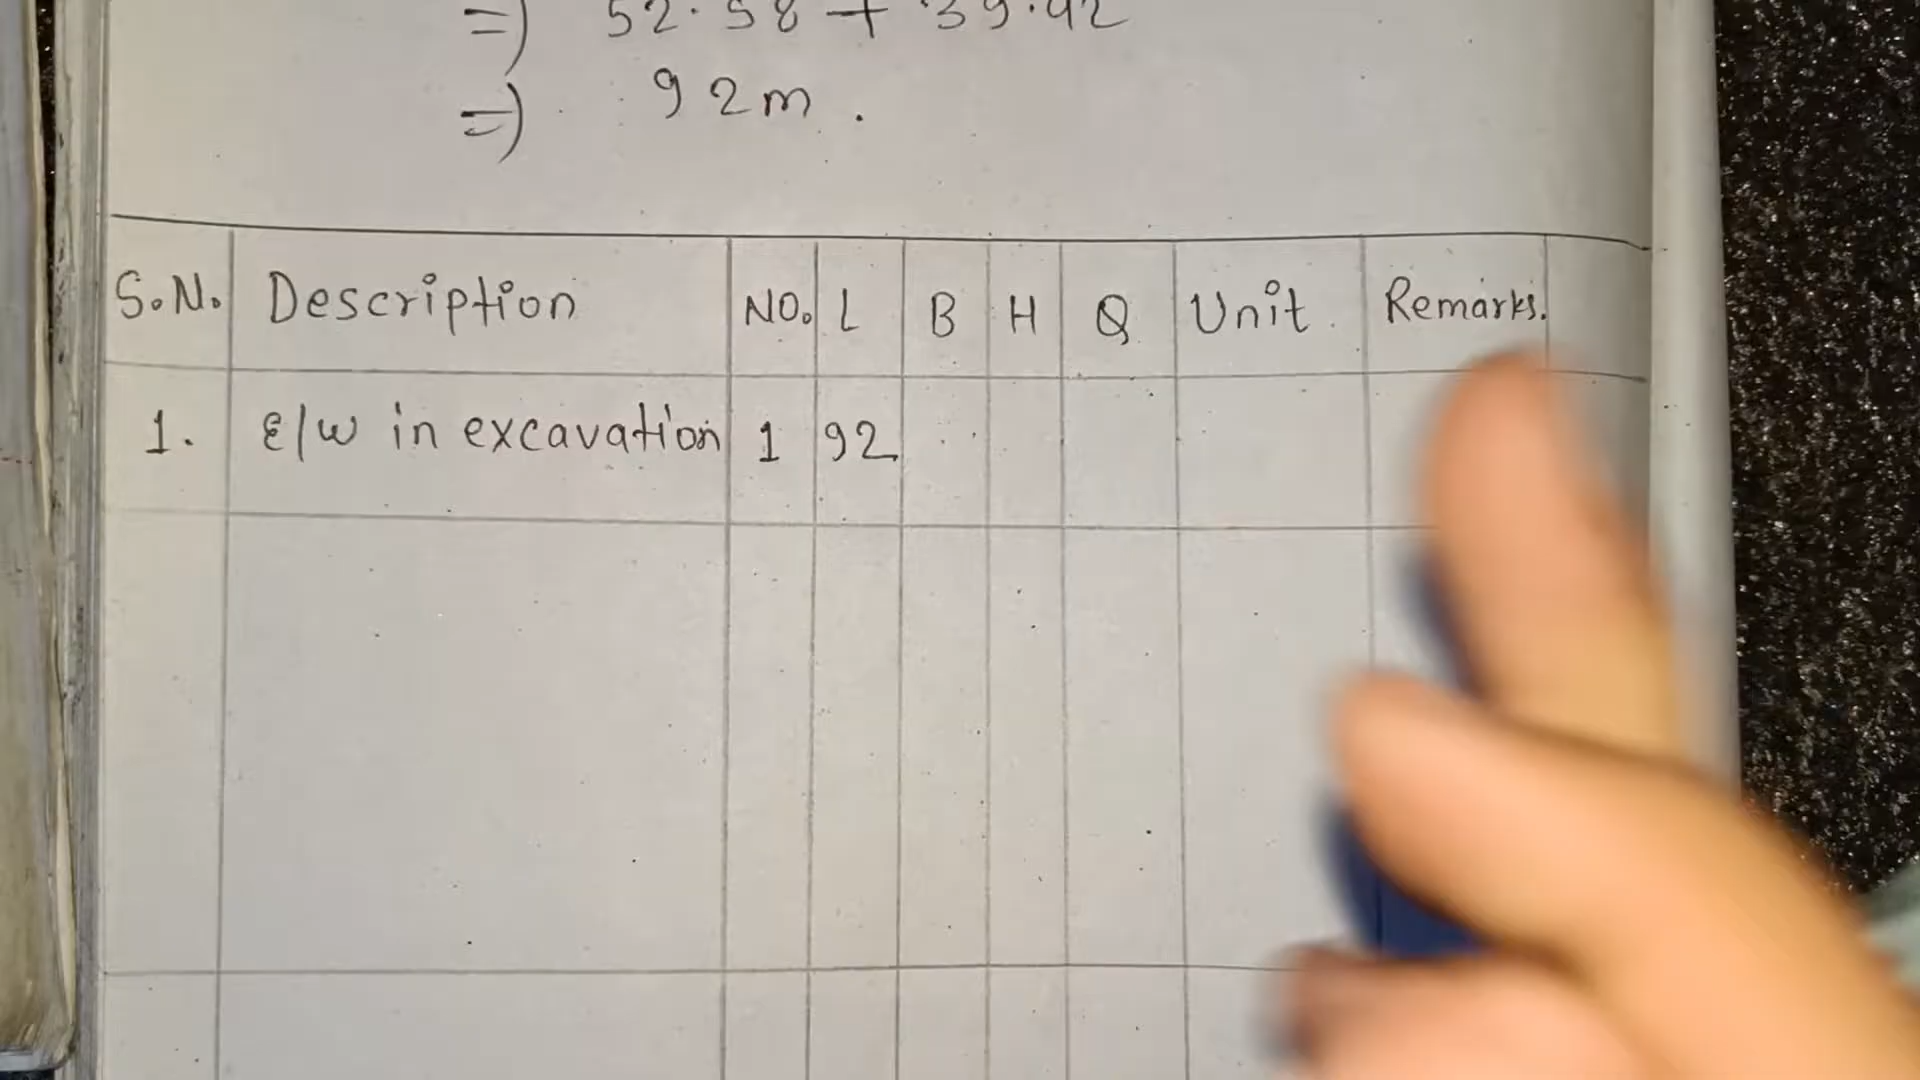 =) 52.58 + 39.42
=) 92m.
S.N. Description NO. L B H Q Unit Remarks.
1. E/W in excavation 1 92